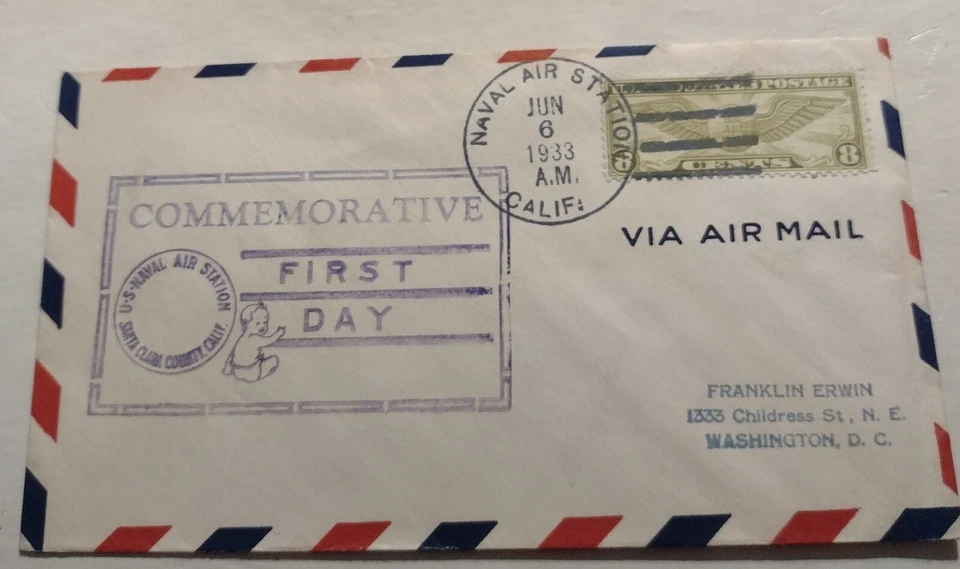 NAVAL AIR STATION
JUN
6
1933
A.M.
CALIF:
POSTAGE
8 CENTS 8
VIA AIR MAIL
COMMEMORATIVE
FIRST
DAY
U·S·NAVAL AIR STATION
SANTA CLARA COUNTY, CALIF.
FRANKLIN ERWIN
1333 Childress St, N. E.
WASHINGTON, D. C.